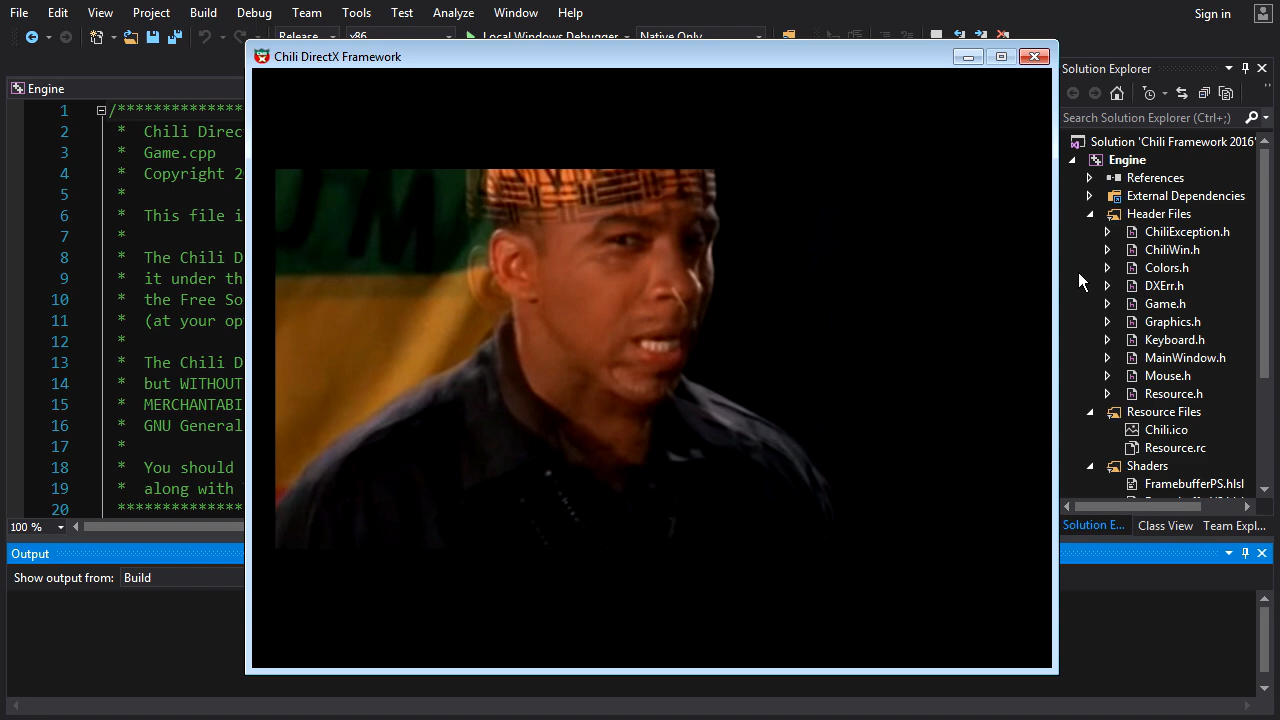 File Edit View Project Build Debug Team Tools Test Analyze Window Help
Sign in
Release x86 Local Windows Debugger Native Only
Chili DirectX Framework
Solution Explorer
Engine
Search Solution Explorer (Ctrl+;)
1 /**************
2 * Chili Direc
3 * Game.cpp
4 * Copyright 2
5 *
6 * This file i
7 *
8 * The Chili D
9 * it under th
10 * the Free So
11 * (at your op
12 *
13 * The Chili D
14 * but WITHOUT
15 * MERCHANTABI
16 * GNU General
17 *
18 * You should
19 * along with
20 **************
Solution 'Chili Framework 2016'
Engine
References
External Dependencies
Header Files
ChiliException.h
ChiliWin.h
Colors.h
DXErr.h
Game.h
Graphics.h
Keyboard.h
MainWindow.h
Mouse.h
Resource.h
Resource Files
Chili.ico
Resource.rc
Shaders
FramebufferPS.hlsl
100 %
Solution E... Class View Team Expl...
Output
Show output from: Build